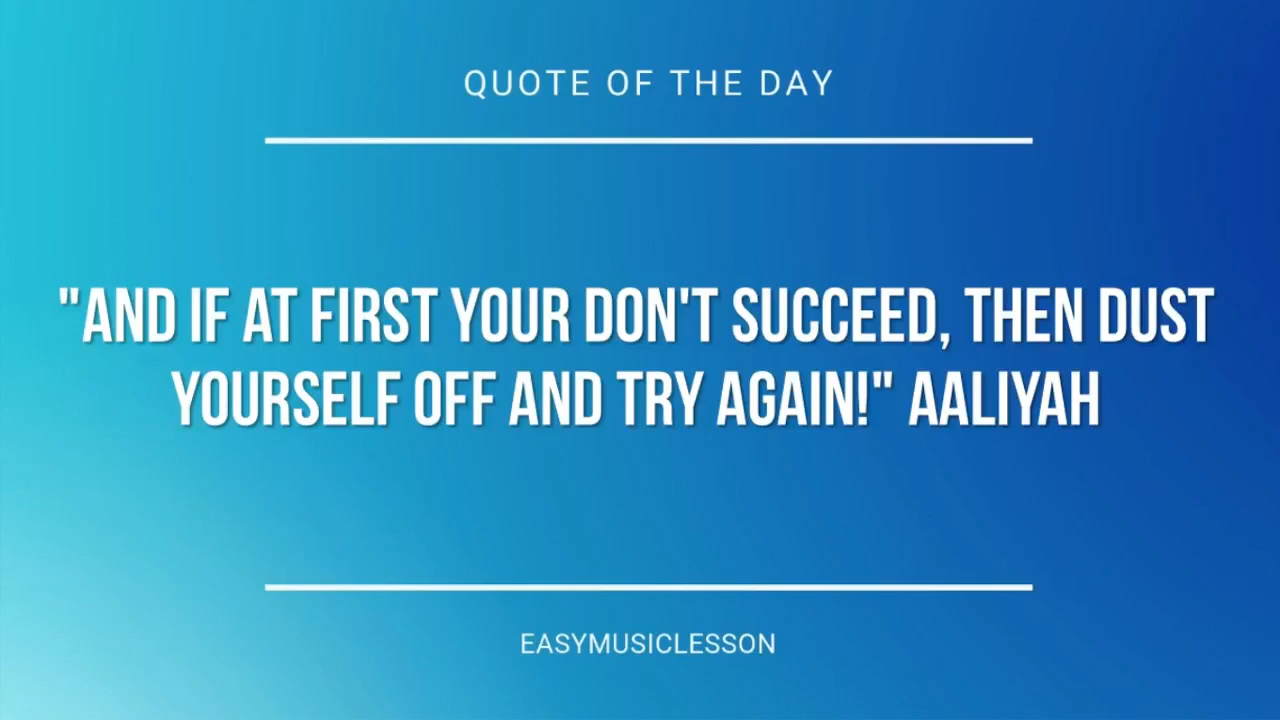 QUOTE OF THE DAY
"AND IF AT FIRST YOUR DON'T SUCCEED, THEN DUST
YOURSELF OFF AND TRY AGAIN!" AALIYAH
EASYMUSICLESSON